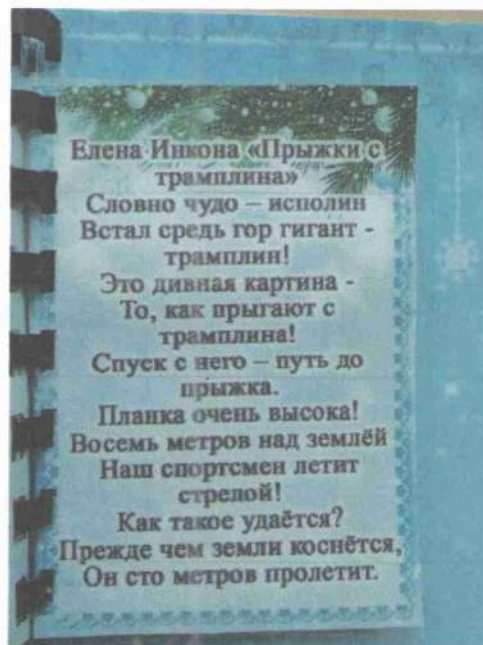 Елена Инкона «Прыжки с
трамплина»
Словно чудо – исполин
Встал средь гор гигант -
трамплин!
Это дивная картина -
То, как прыгают с
трамплина!
Спуск с него – путь до
прыжка.
Планка очень высока!
Восемь метров над землёй
Наш спортсмен летит
стрелой!
Как такое удаётся?
Прежде чем земли коснётся,
Он сто метров пролетит.